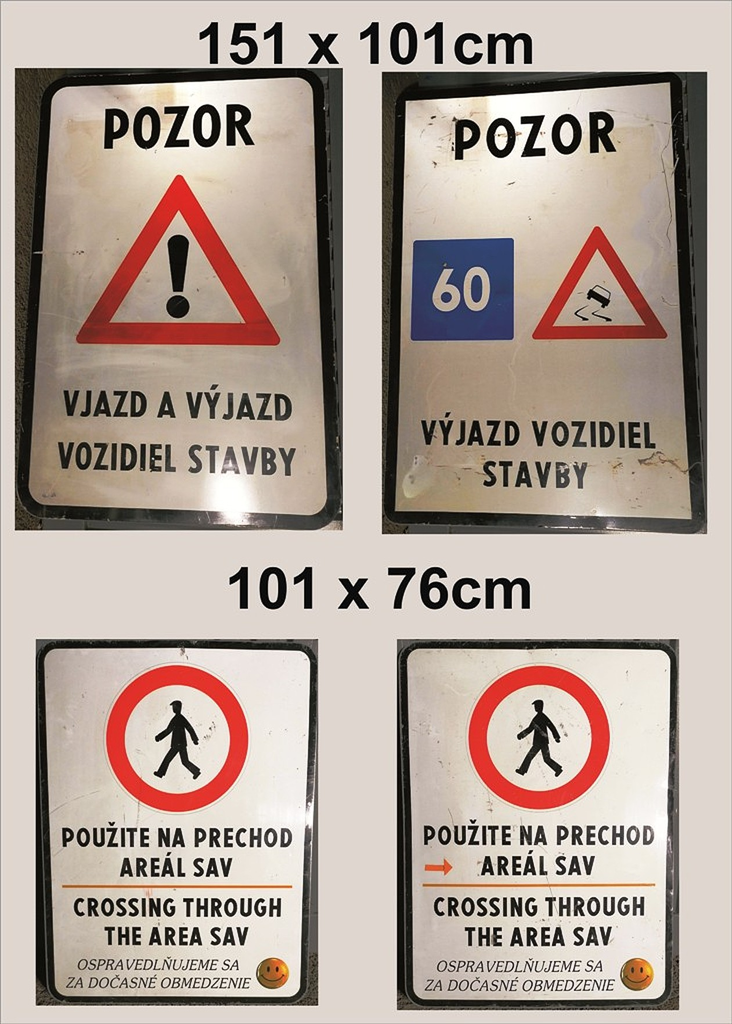 151 x 101cm
POZOR
VJAZD A VÝJAZD
VOZIDIEL STAVBY
POZOR
60
VÝJAZD VOZIDIEL
STAVBY
101 x 76cm
POUŽITE NA PRECHOD
AREÁL SAV
CROSSING THROUGH
THE AREA SAV
OSPRAVEDLŇUJEME SA
ZA DOČASNÉ OBMEDZENIE
POUŽITE NA PRECHOD
AREÁL SAV
CROSSING THROUGH
THE AREA SAV
OSPRAVEDLŇUJEME SA
ZA DOČASNÉ OBMEDZENIE